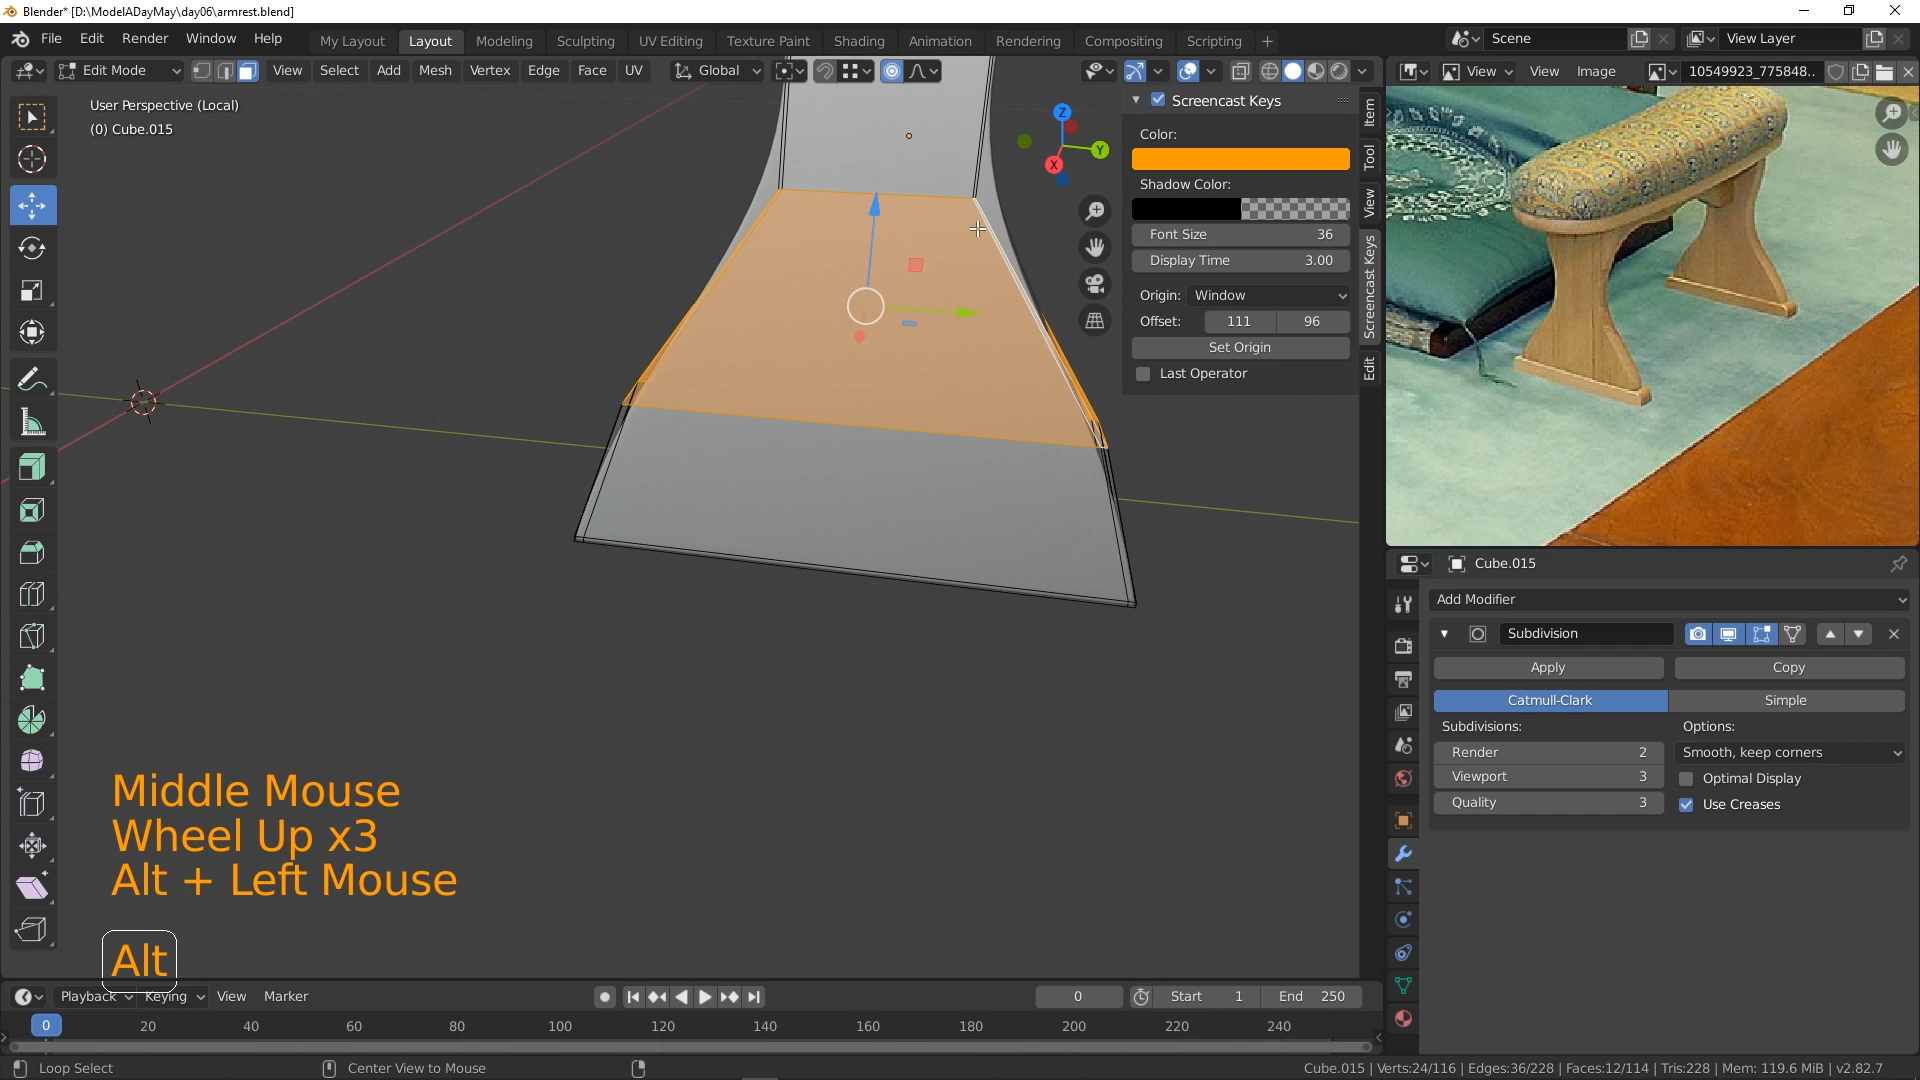 Blender* [D:\ModelADayMay\day06\armrest.blend]
File Edit Render Window Help My Layout Layout Modeling Sculpting UV Editing Texture Paint Shading Animation Rendering Compositing Scripting + Scene View Layer
Edit Mode View Select Add Mesh Vertex Edge Face UV Global View View Image 10549923_775848..
User Perspective (Local)
(0) Cube.015
Screencast Keys
Color:
Shadow Color:
Font Size 36
Display Time 3.00
Origin: Window
Offset: 111 96
Set Origin
Last Operator
Item
Tool
View
Screencast Keys
Edit
Z
Y
X
Cube.015
Add Modifier
Subdivision
Apply Copy
Catmull-Clark Simple
Subdivisions: Options:
Render 2 Smooth, keep corners
Viewport 3 Optimal Display
Quality 3 Use Creases
Middle Mouse
Wheel Up x3
Alt + Left Mouse
Alt
Playback Keying View Marker 0 Start 1 End 250
0 20 40 60 80 100 120 140 160 180 200 220 240
Loop Select Center View to Mouse Cube.015 | Verts:24/116 | Edges:36/228 | Faces:12/114 | Tris:228 | Mem: 119.6 MiB | v2.82.7